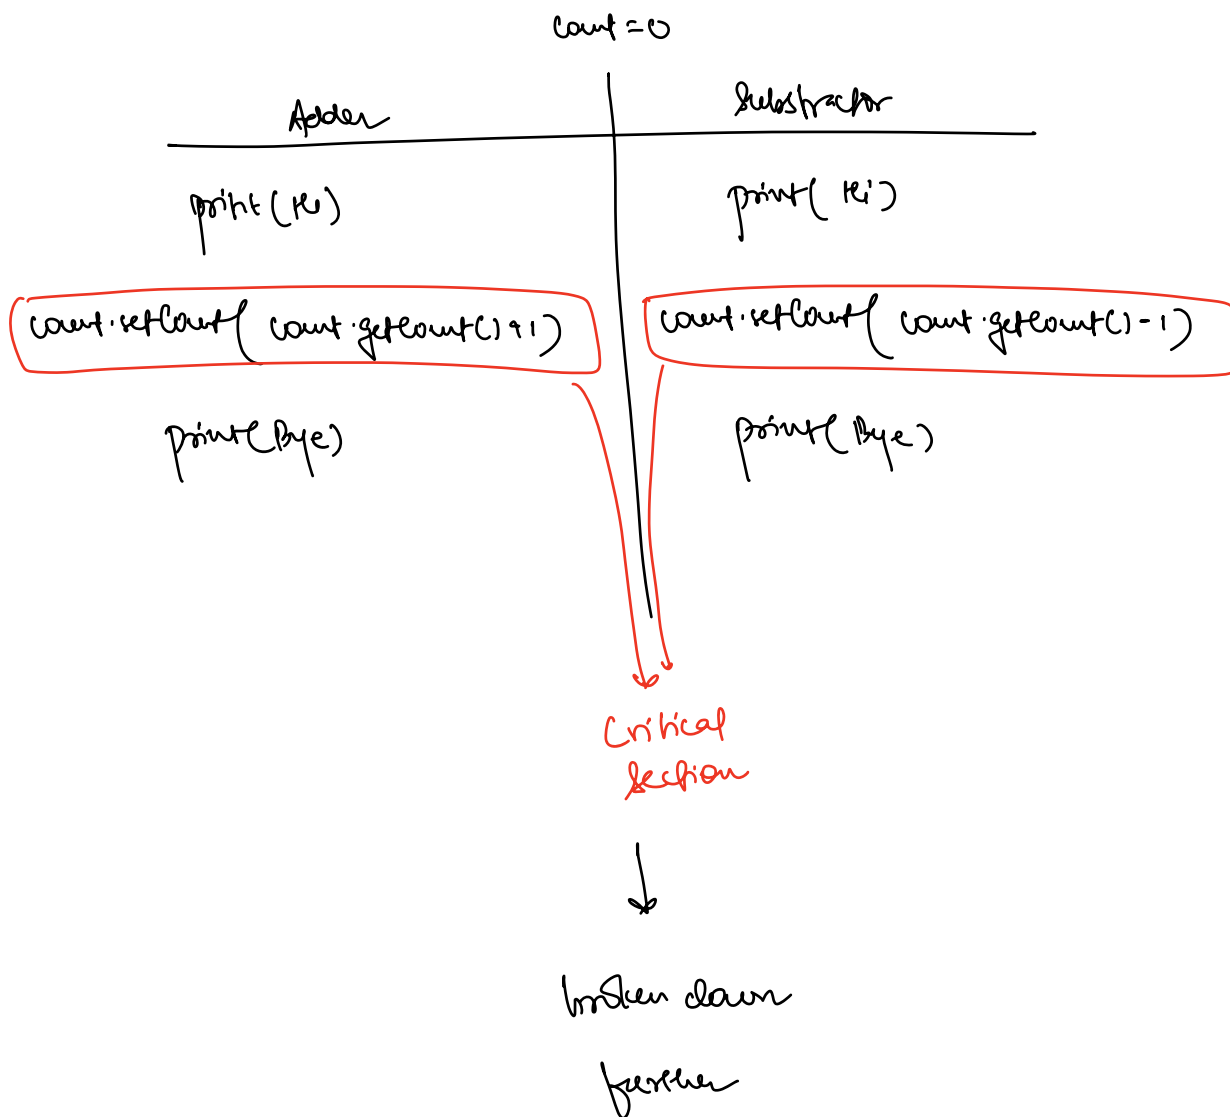 count = 0
Adder
Substractor
print(Hi)
print( Hi)
count.setCount( count.getCount()+1)
count.setCount( count.getCount()-1)
print(Bye)
print(Bye)
Critical
Section
broken down
further